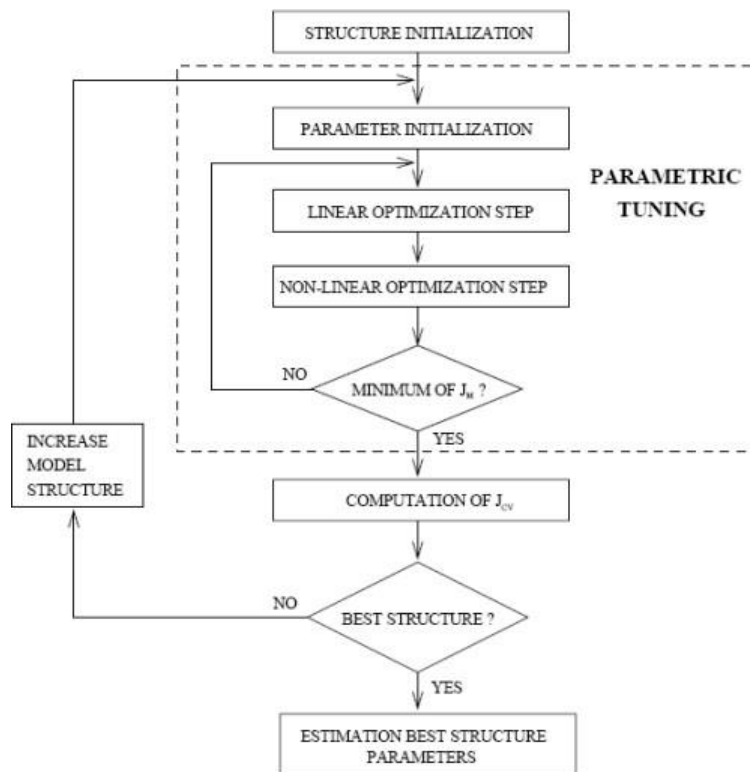 STRUCTURE INITIALIZATION
PARAMETER INITIALIZATION
PARAMETRIC
TUNING
LINEAR OPTIMIZATION STEP
NON-LINEAR OPTIMIZATION STEP
NO
MINIMUM OF J_M ?
YES
INCREASE
MODEL
STRUCTURE
COMPUTATION OF J_CV
NO
BEST STRUCTURE ?
YES
ESTIMATION BEST STRUCTURE
PARAMETERS